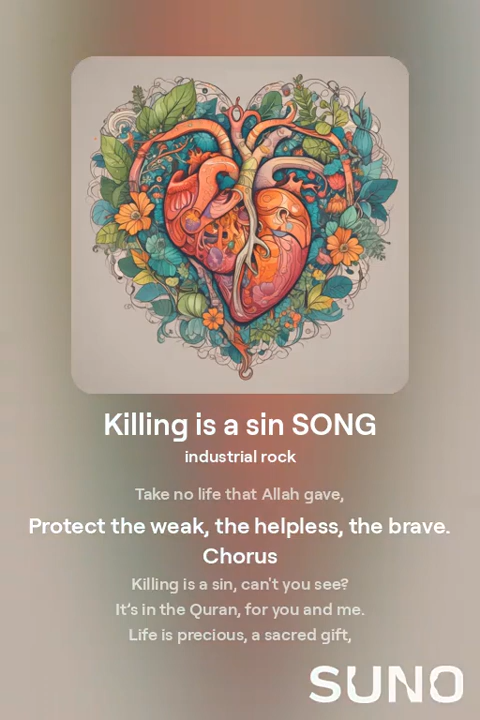 Killing is a sin SONG
industrial rock
Take no life that Allah gave,
Protect the weak, the helpless, the brave.
Chorus
Killing is a sin, can't you see?
It's in the Quran, for you and me.
Life is precious, a sacred gift,
SUNO